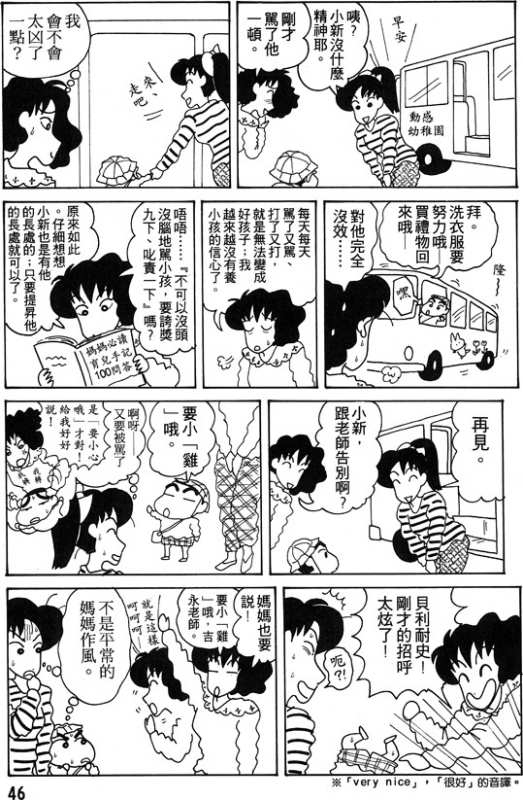 早安
動感
幼稚園
咦?
小新沒什麼
精神耶。
剛才
罵了他
一頓。
走來
吧、
我
會不會
太凶了
一點?
拜。
洗衣服要
努力哦—
買禮物回
來哦—
隆—
嘿
對他完全
沒效……
每天每天
罵了又罵、
打了又打,
就是無法變成
好孩子;我
越來越沒有養
小孩的信心了。
唔唔……『不可以沒頭
沒腦地罵小孩,要誇獎
九下、叱責一下』嗎?
媽媽必讀
育兒手記
100問答
原來如此
。仔細想想
小新也是有他
的長處的;只要提昇他
的長處就可以了。
再見。
小新,
跟老師告別啊?
要小「雞
」哦。
啊呀——
又要被罵了
是「要小心
哦」才對!
給我好好
說!
貝利耐史!
剛才的招呼
太炫了!
呃?!
媽媽也要
說!
要小「雞
」哦,吉
永老師。
就是這樣
呵呵呵
不是平常的
媽媽作風。
※「very nice」,「很好」的音譯。
46